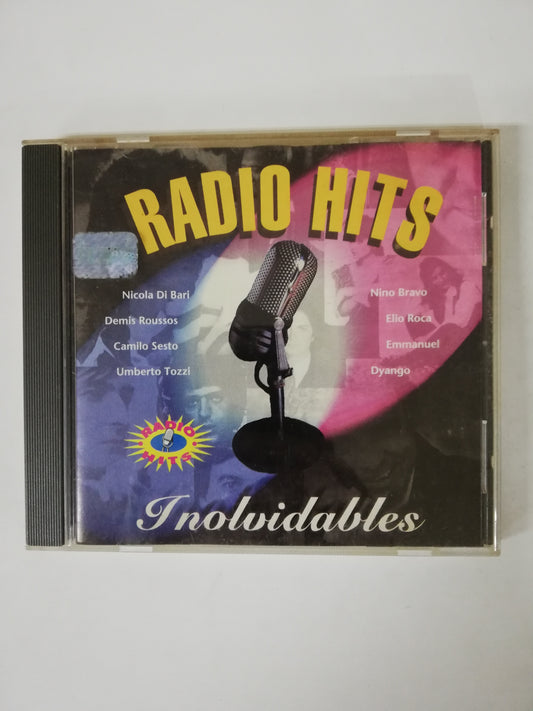 RADIO HITS
Nicola Di Bari
Demis Roussos
Camilo Sesto
Umberto Tozzi
Nino Bravo
Elio Roca
Emmanuel
Dyango
RADIO
HITS
Inolvidables